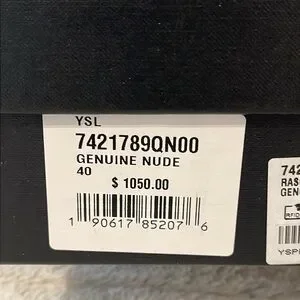 YSL
7421789QN00
GENUINE NUDE
40
$ 1050.00
1 90617 85207 6
742
RAS
GEN
RFID
YSP